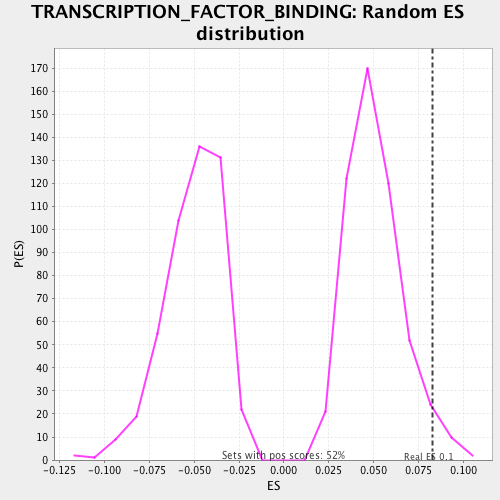 TRANSCRIPTION_FACTOR_BINDING: Random ES
distribution
P(ES)
170
160
150
140
130
120
110
100
90
80
70
60
50
40
30
20
10
0
Sets with pos scores: 52%
Real ES 0.1
-0.125 -0.100 -0.075 -0.050 -0.025 0.000 0.025 0.050 0.075 0.100
ES